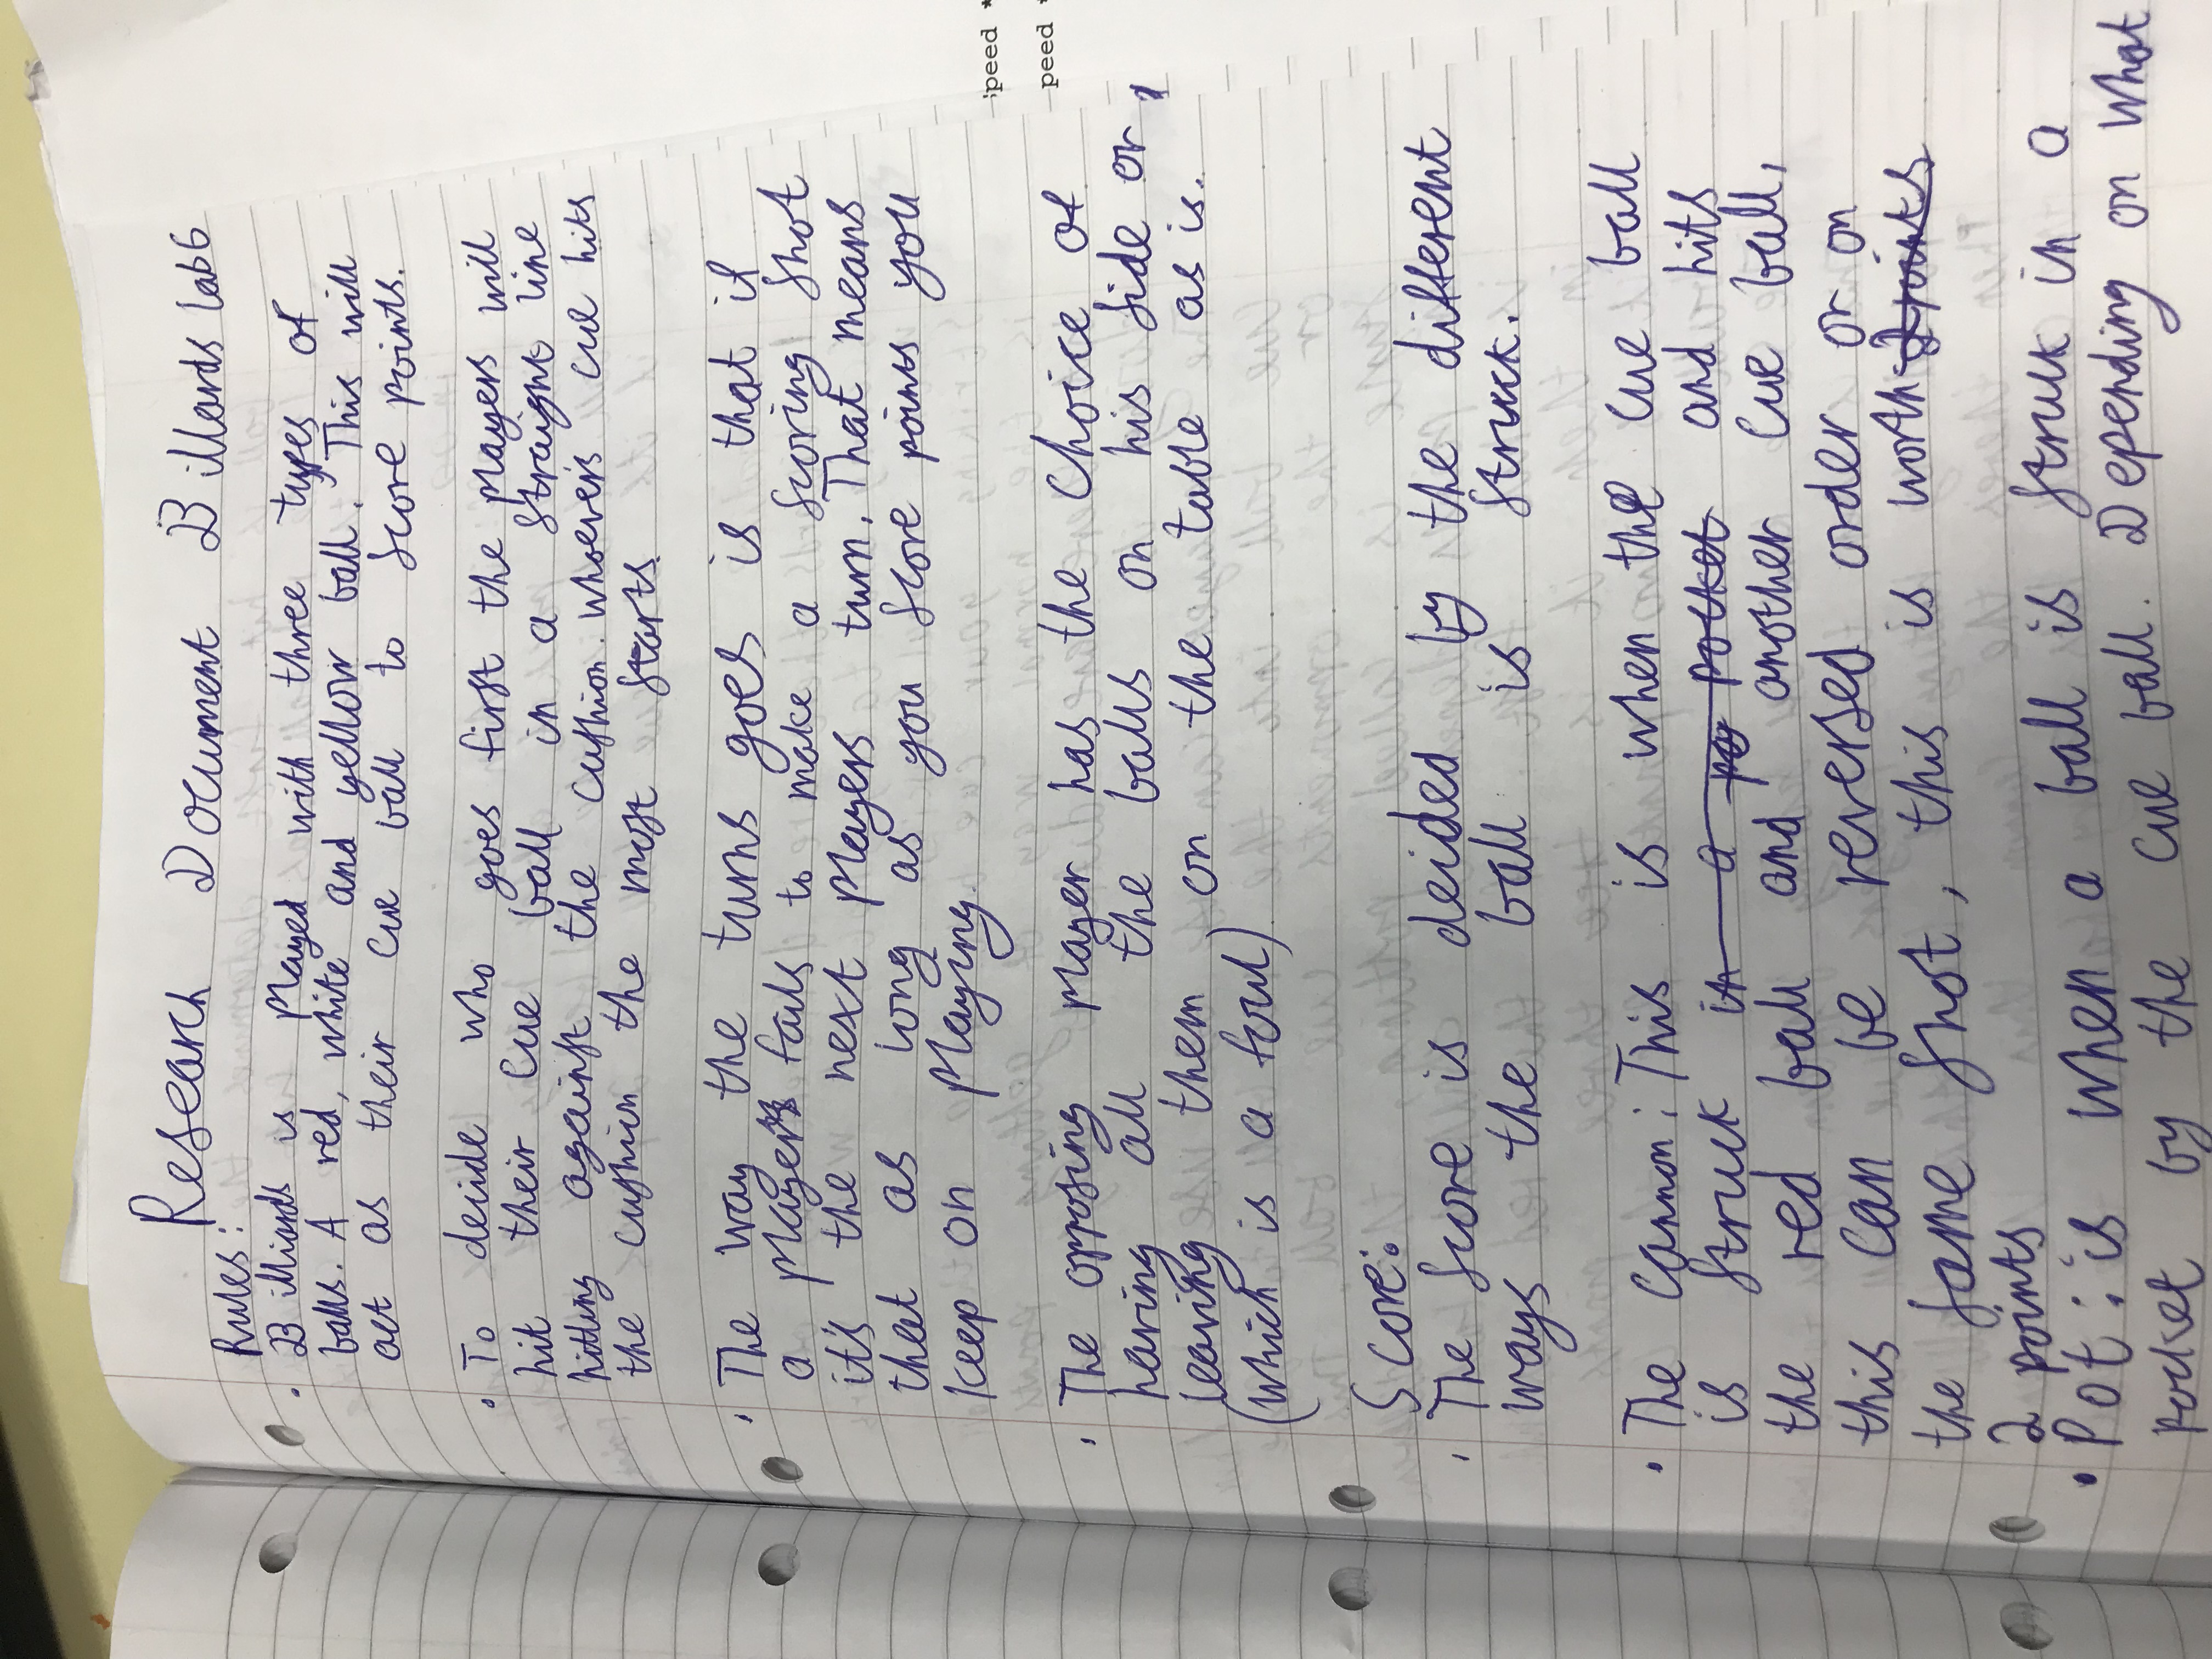 Research Document Billards lab6
Rules:
• Billiards is played with three types of
balls. A red, white and yellow ball. This will
act as their cue ball to score points.
• To decide who goes first the players will
hit their cue ball in a straight line
hitting against the cushion. Whoever's cue hits
the cushion the most starts.
• The way the turns goes is that if
a player fails to make a scoring shot
it's the next players turn. That means
that as long as you score points you
keep on playing.
• The opposing player has the choice of
having all the balls on his side or
leaving them on the table as is.
(which is a foul)
Score:
• The score is deided by the different
ways the ball is struck.
• The cannon: This is when the cue ball
is struck in a po pocket and hits
the red ball and another cue ball,
this can be reversed order or on
the same shot, this is worth 2 points
2 points
• Pot: is when a ball is struck in a
pocket by the cue ball. Depending on what
speed *
peed *